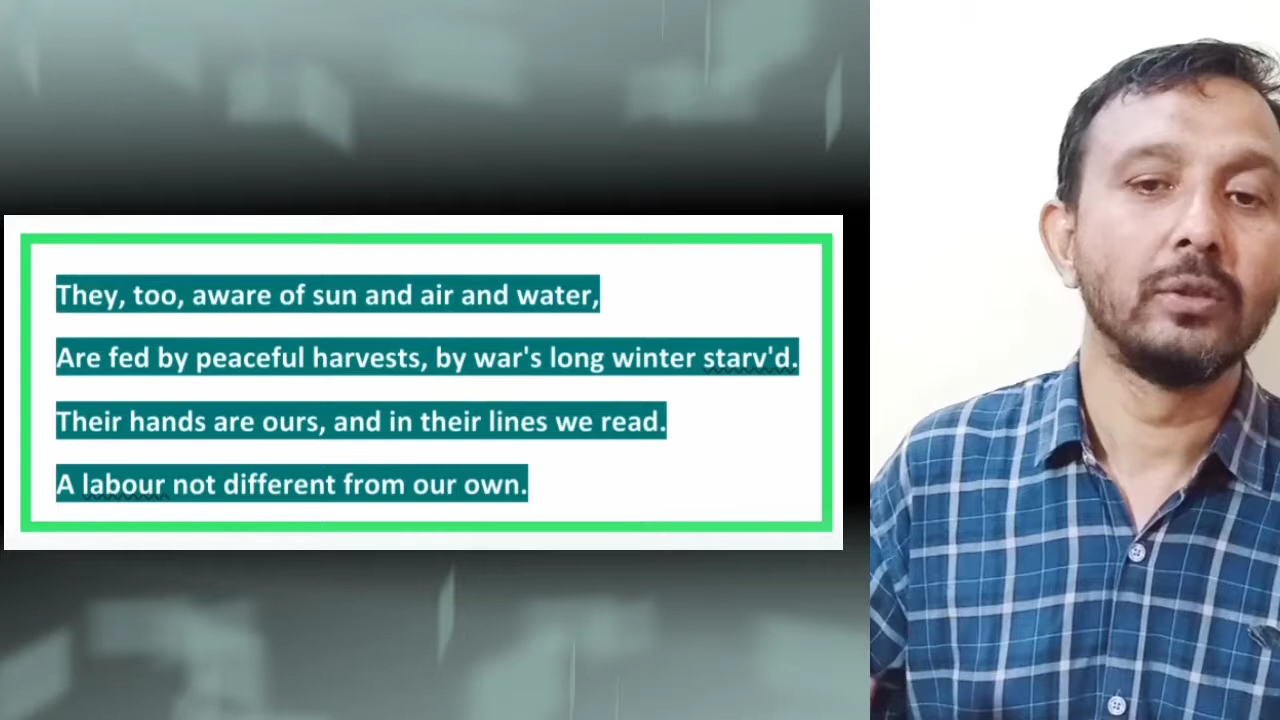 They, too, aware of sun and air and water,
Are fed by peaceful harvests, by war's long winter starv'd.
Their hands are ours, and in their lines we read.
A labour not different from our own.